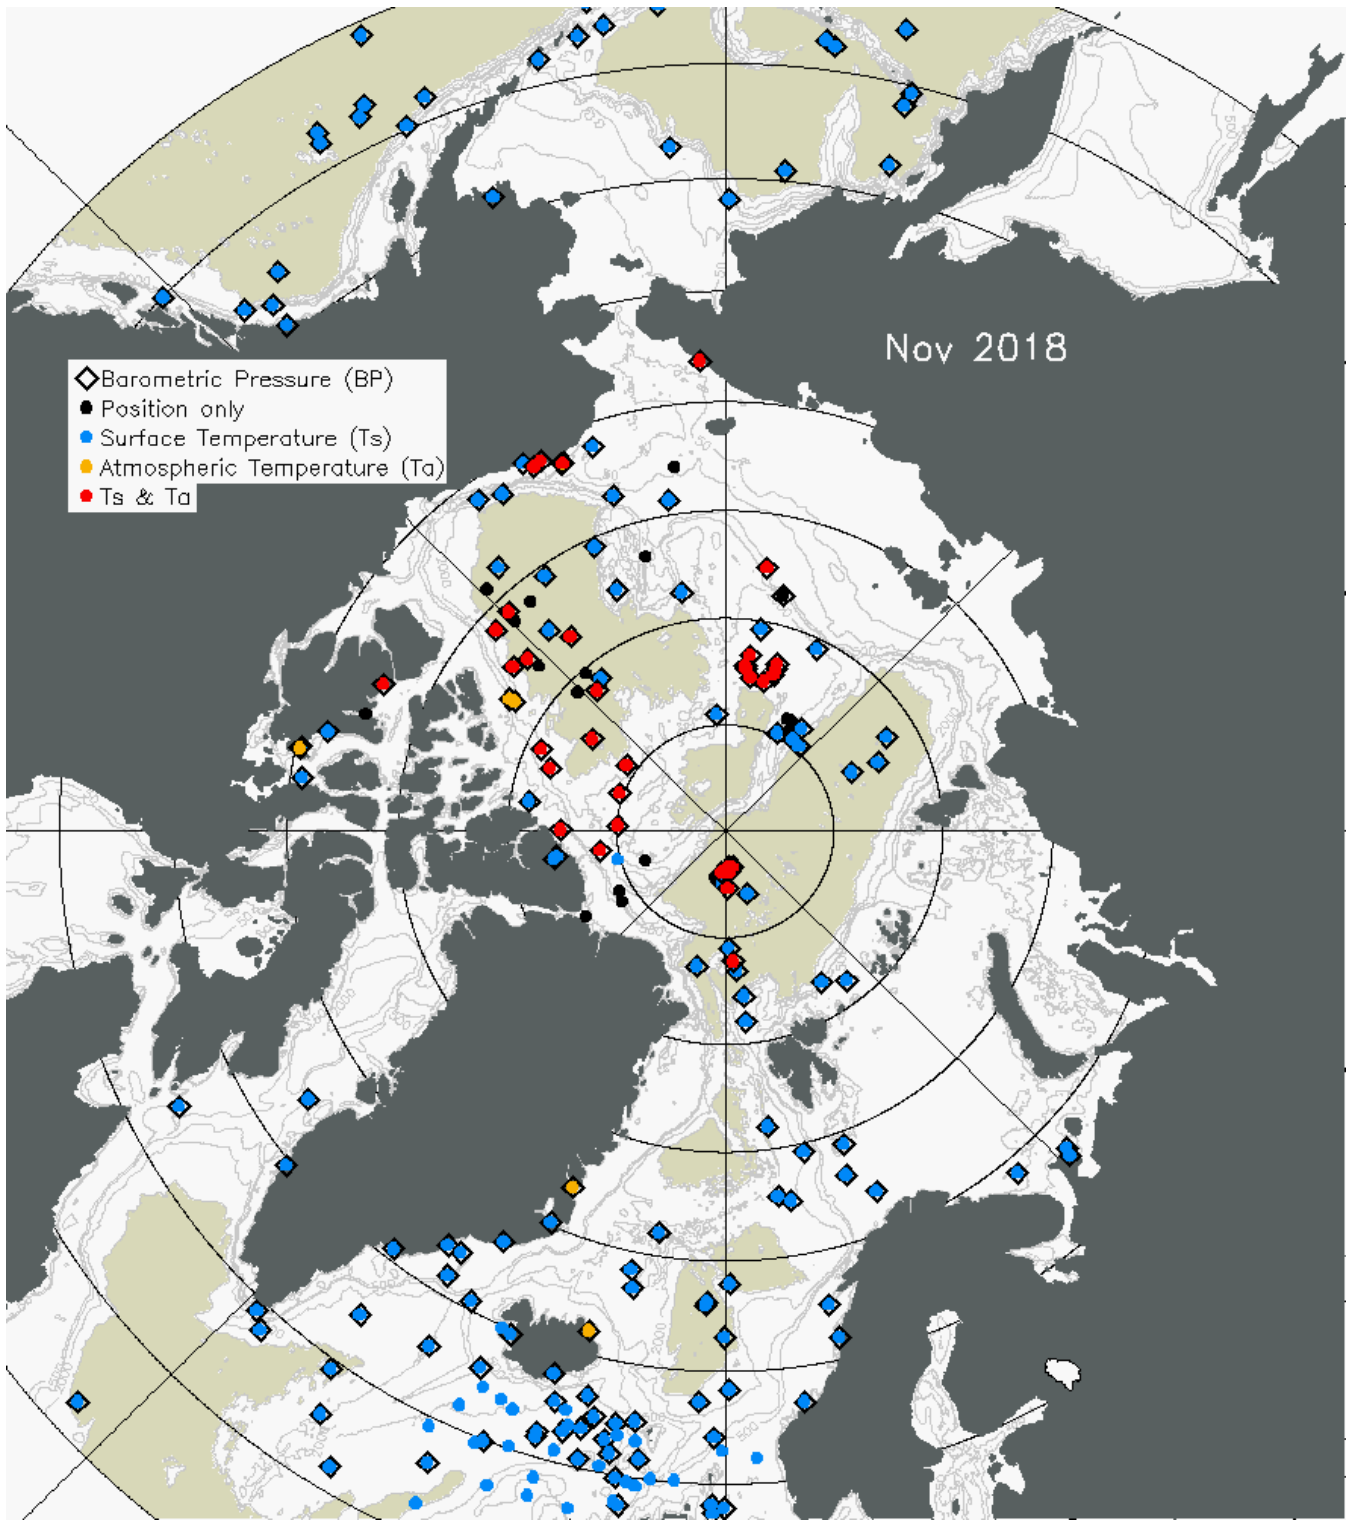 Nov 2018
Barometric Pressure (BP)
Position only
Surface Temperature (Ts)
Atmospheric Temperature (Ta)
Ts & Ta